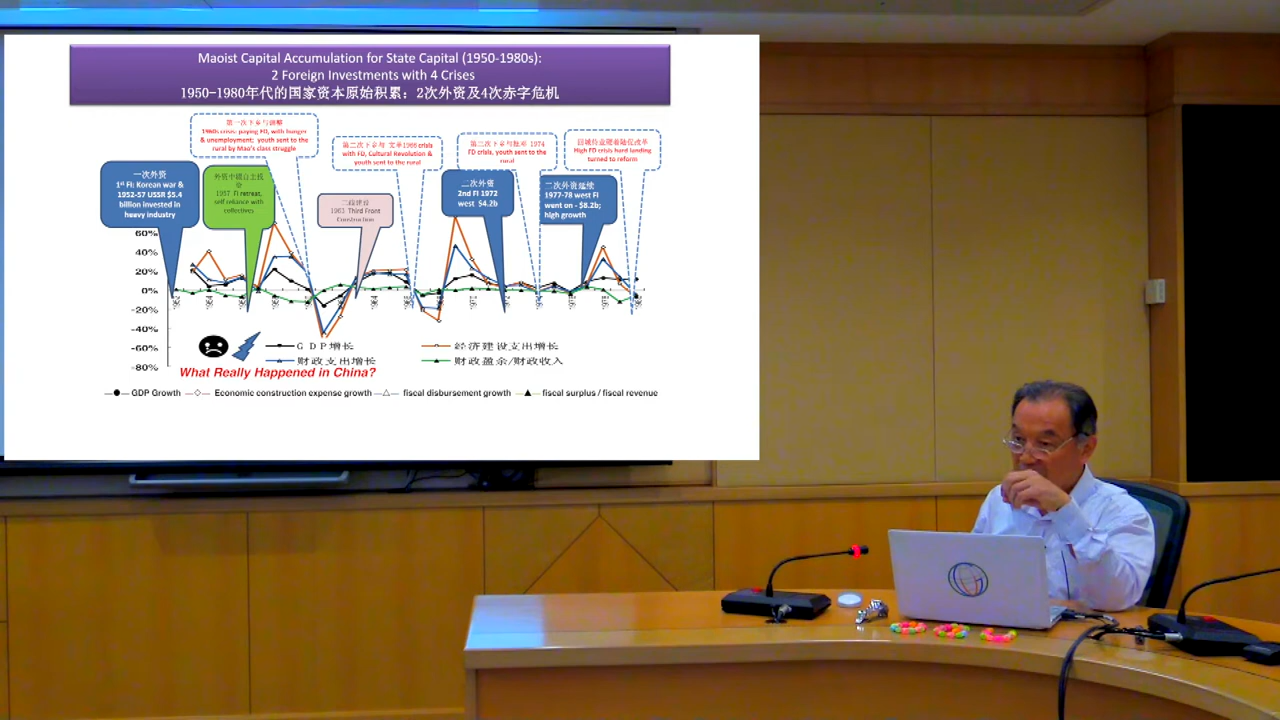 Maoist Capital Accumulation for State Capital (1950-1980s):
2 Foreign Investments with 4 Crises
1950-1980年代的国家资本原始积累：2次外资及4次赤字危机
1960s crisis: paying FD, with hunger
& unemployment; youth sent to the
rural by Mao's class struggle
第二次下乡与 文革1966 crisis
with FD, Cultural Revolution &
youth sent to the rural
1974
FD crisis, youth sent to the
rural
High FD crisis hard landing
turned to reform
一次外资
1st FI: Korean war &
1952-57 USSR $5.4
billion invested in
heavy industry
1957 FI retreat,
self reliance with
collectives
三线建设
1963 Third Front
Construction
二次外资
2nd FI 1972
west $4.2b
二次外资延续
1977-78 west FI
went on - $8.2b;
high growth
60%
40%
20%
0%
-20%
-40%
-60%
-80%
GDP增长
经济建设支出增长
财政支出增长
财政盈余/财政收入
What Really Happened in China?
GDP Growth
Economic construction expense growth
fiscal disbursement growth
fiscal surplus / fiscal revenue